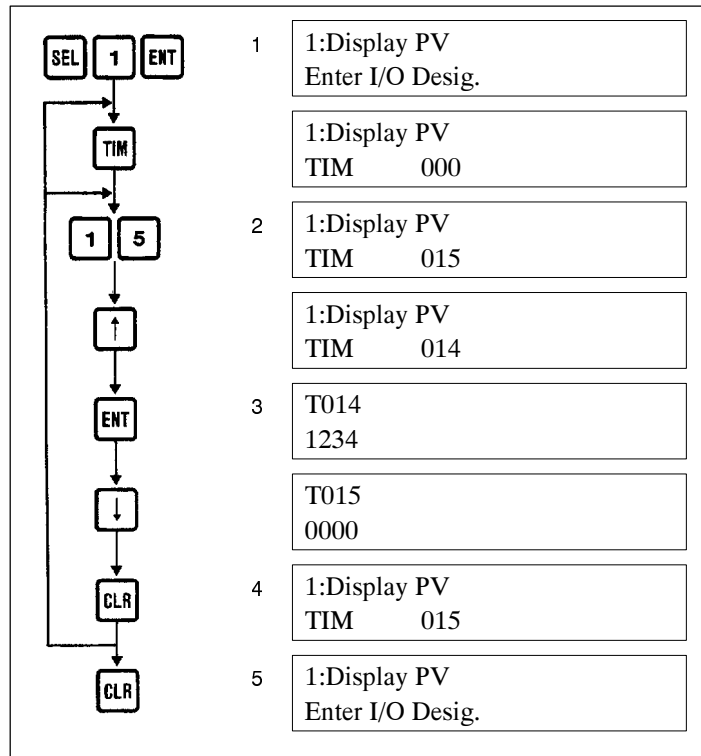 SEL 1 ENT
1
1:Display PV
Enter I/O Desig.
TIM
1:Display PV
TIM 000
1 5
2
1:Display PV
TIM 015
↑
1:Display PV
TIM 014
ENT
3
T014
1234
↓
T015
0000
CLR
4
1:Display PV
TIM 015
CLR
5
1:Display PV
Enter I/O Desig.